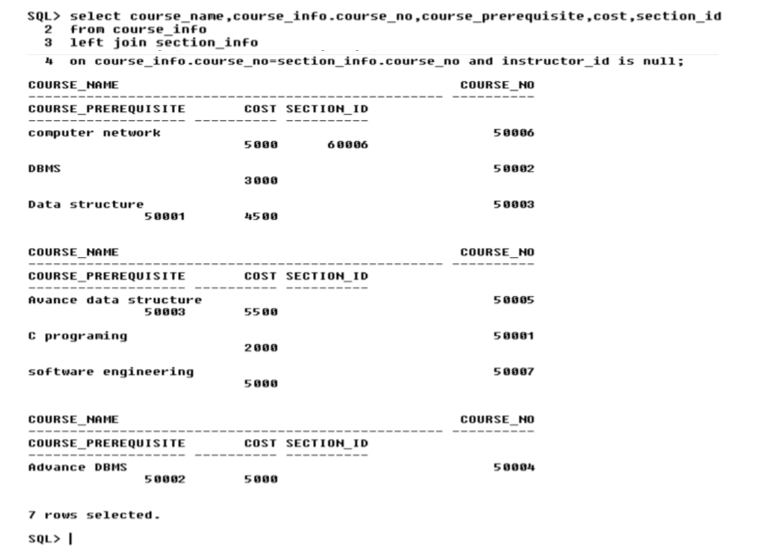 SQL> select course_name,course_info.course_no,course_prerequisite,cost,section_id
2 from course_info
3 left join section_info
4 on course_info.course_no=section_info.course_no and instructor_id is null;
COURSE_NAME COURSE_NO
-------------------------------------------------- ----------
COURSE_PREREQUISITE COST SECTION_ID
------------------- ---------- ----------
computer network 50006
5000 60006
DBMS 50002
3000
Data structure 50003
50001 4500
COURSE_NAME COURSE_NO
-------------------------------------------------- ----------
COURSE_PREREQUISITE COST SECTION_ID
------------------- ---------- ----------
Avance data structure 50005
50003 5500
C programing 50001
2000
software engineering 50007
5000
COURSE_NAME COURSE_NO
-------------------------------------------------- ----------
COURSE_PREREQUISITE COST SECTION_ID
------------------- ---------- ----------
Advance DBMS 50004
50002 5000
7 rows selected.
SQL> |